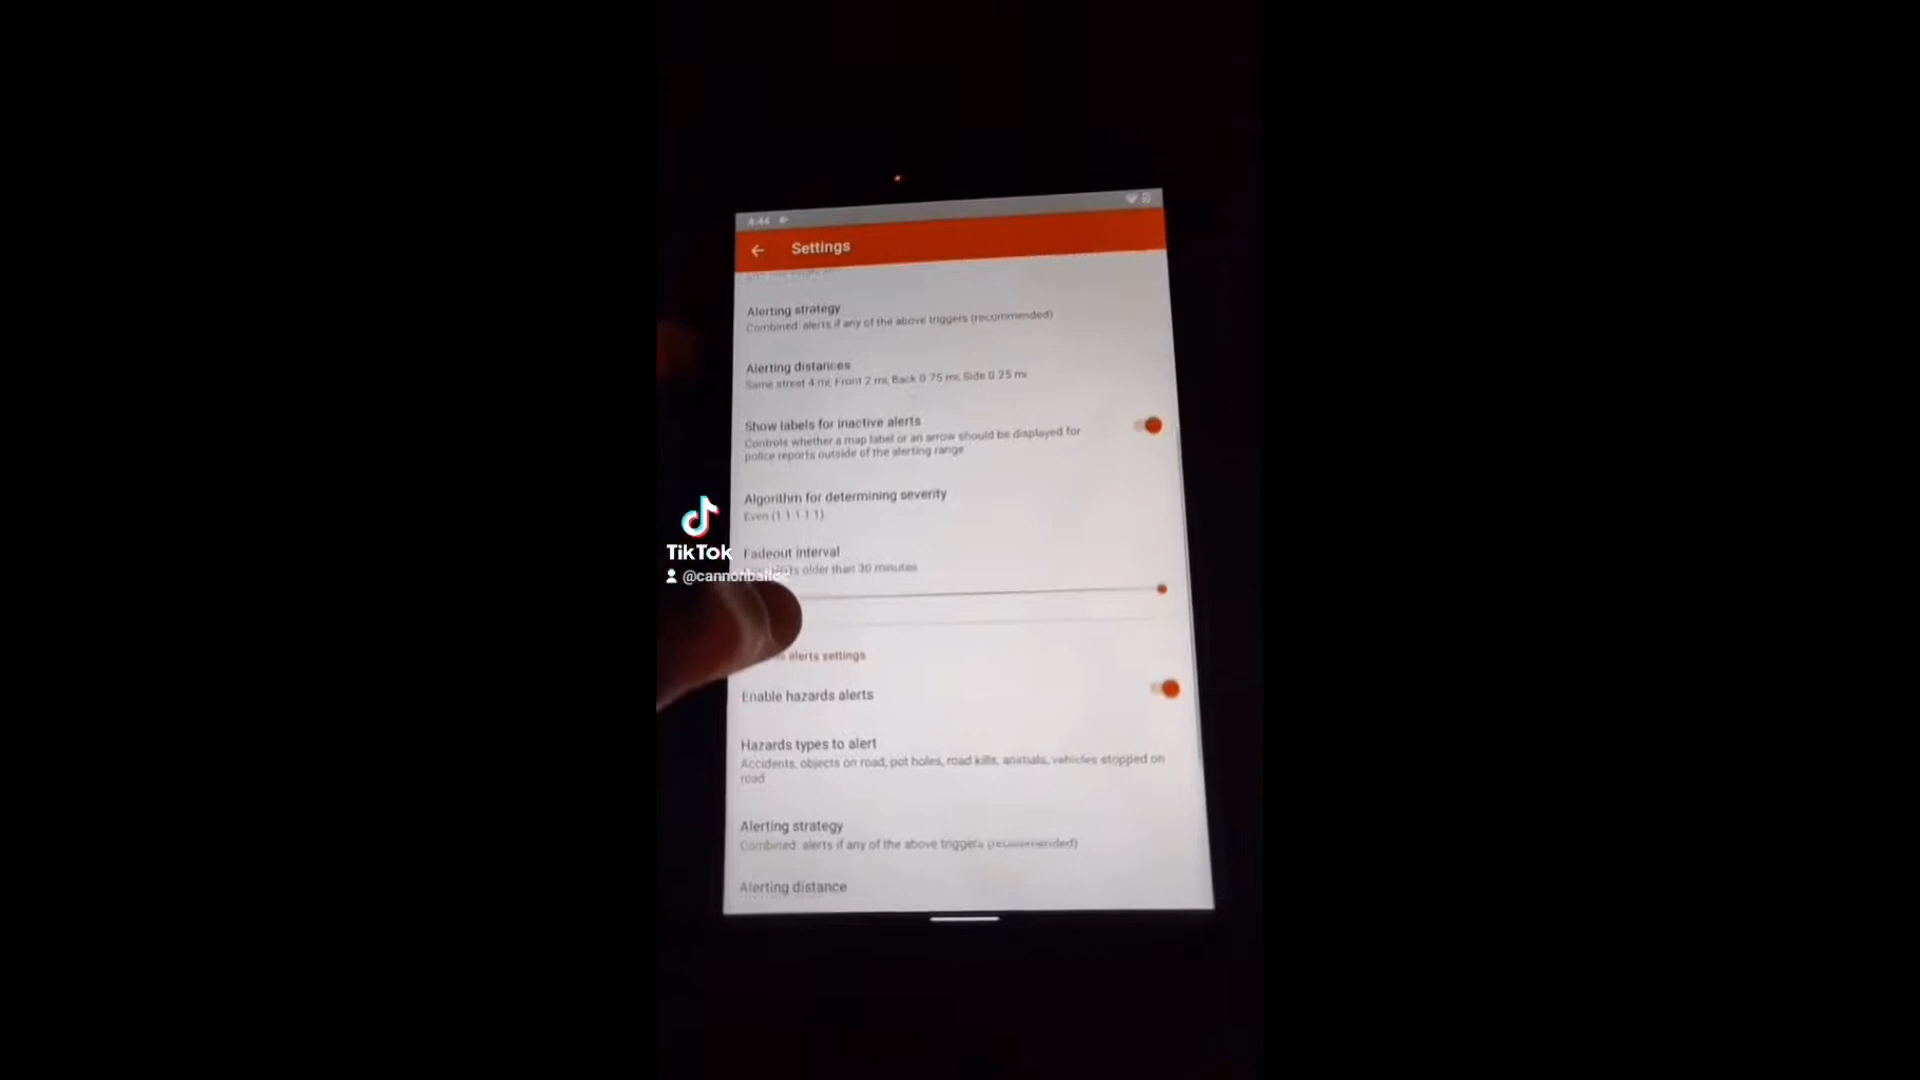 4:44
Settings
Alerting strategy
Combined: alerts if any of the above triggers (recommended)
Alerting distances
Same street 4 mi, Front 2 mi, Back 0.75 mi, Side 0.25 mi
Show labels for inactive alerts
Controls whether a map label or an arrow should be displayed for
police reports outside of the alerting range
Algorithm for determining severity
Even (1 1 1 1 1)
Fadeout interval
older than 30 minutes
TikTok
alerts settings
Enable hazards alerts
Hazards types to alert
Accidents, objects on road, pot holes, road kills, animals, vehicles stopped on
road
Alerting strategy
Combined: alerts if any of the above triggers (recommended)
Alerting distance